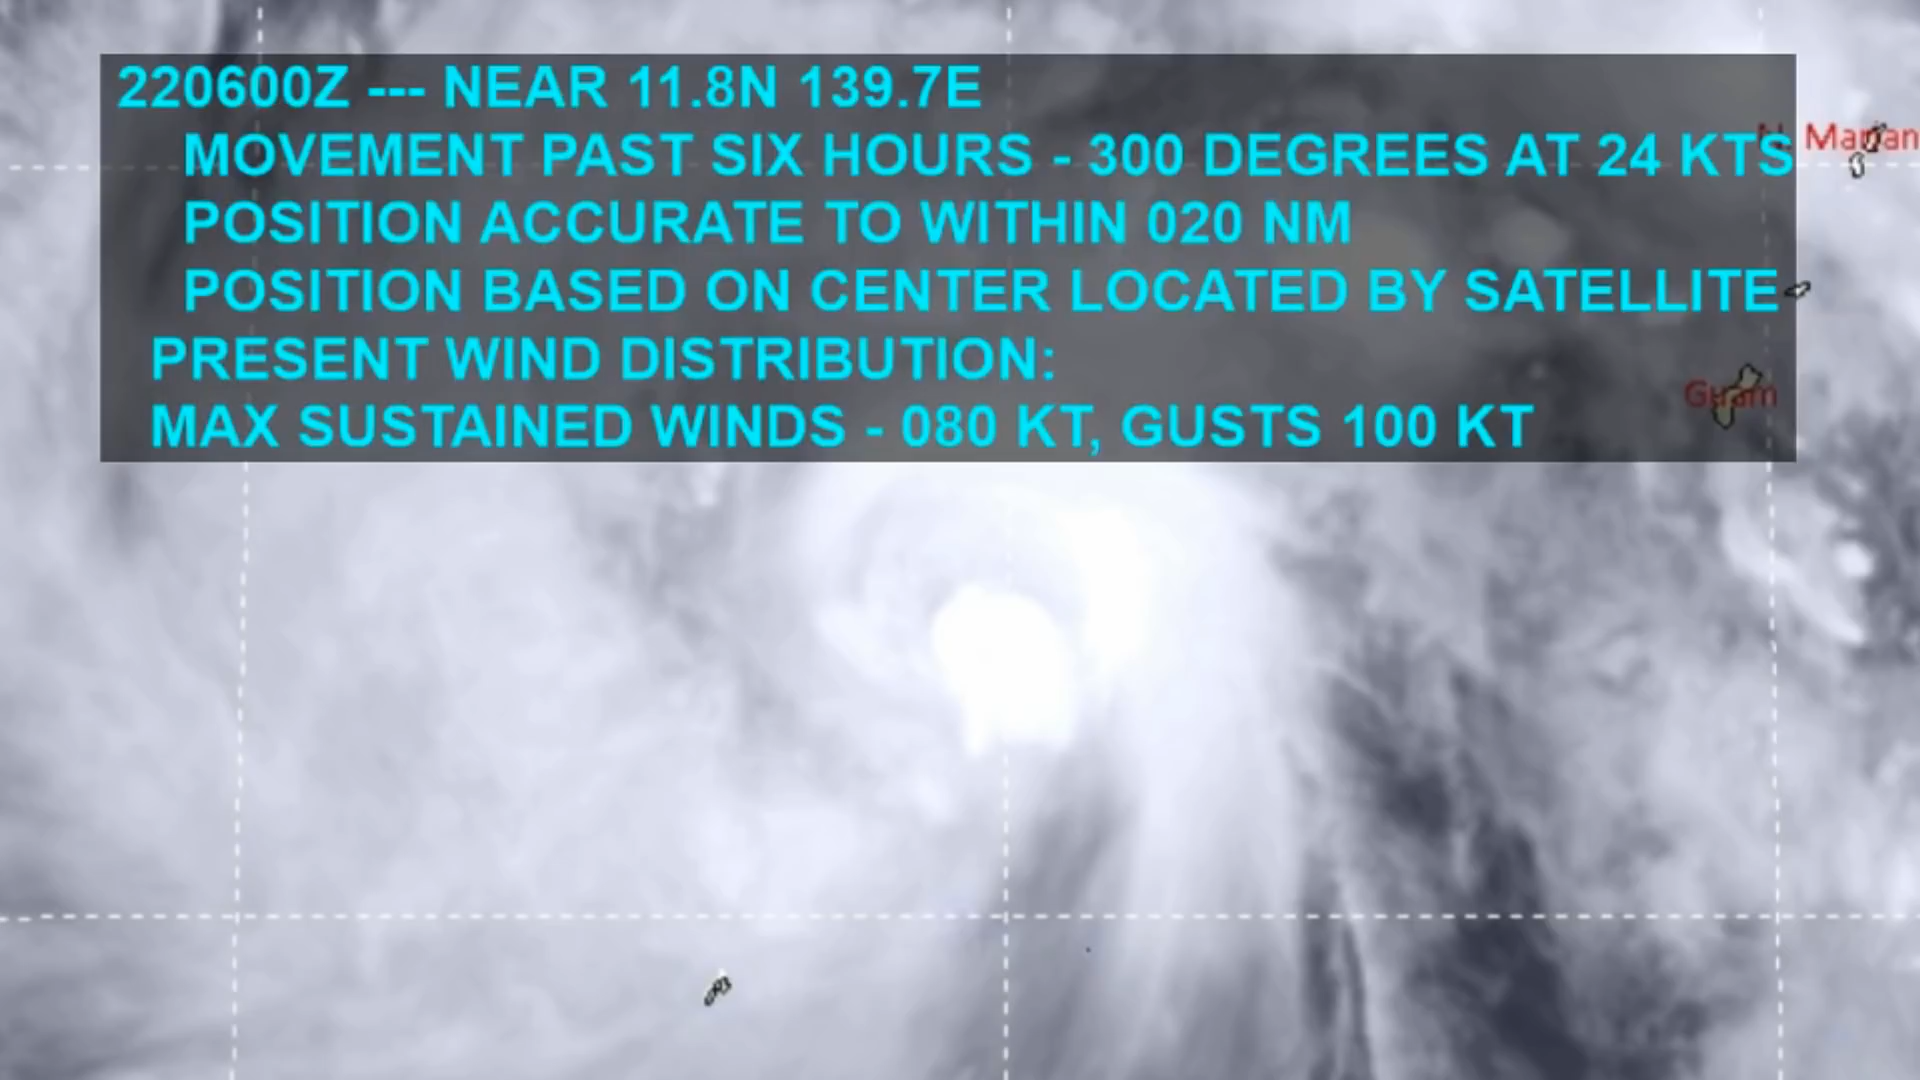 220600Z --- NEAR 11.8N 139.7E
MOVEMENT PAST SIX HOURS - 300 DEGREES AT 24 KTS
POSITION ACCURATE TO WITHIN 020 NM
POSITION BASED ON CENTER LOCATED BY SATELLITE
PRESENT WIND DISTRIBUTION:
MAX SUSTAINED WINDS - 080 KT, GUSTS 100 KT
N. Marian
Guam